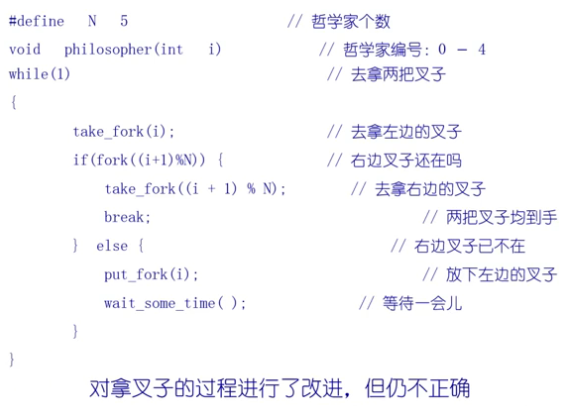 #define   N   5                    // 哲学家个数
void   philosopher(int   i)            // 哲学家编号: 0 － 4
while(1)                                // 去拿两把叉子
{
        take_fork(i);                   // 去拿左边的叉子
        if(fork((i+1)%N)) {             // 右边叉子还在吗
            take_fork((i + 1) % N);        // 去拿右边的叉子
            break;                                  // 两把叉子均到手
        }  else {                               // 右边叉子已不在
            put_fork(i);                            // 放下左边的叉子
            wait_some_time( );              // 等待一会儿
        }
}
对拿叉子的过程进行了改进，但仍不正确